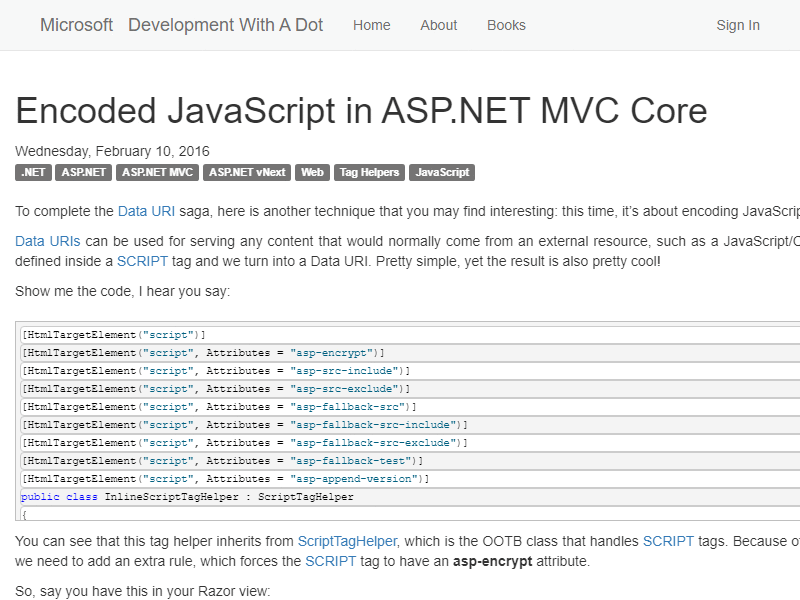 Microsoft Development With A Dot Home About Books Sign In
Encoded JavaScript in ASP.NET MVC Core
Wednesday, February 10, 2016
.NET ASP.NET ASP.NET MVC ASP.NET vNext Web Tag Helpers JavaScript
To complete the Data URI saga, here is another technique that you may find interesting: this time, it's about encoding JavaScrip
Data URIs can be used for serving any content that would normally come from an external resource, such as a JavaScript/C
defined inside a SCRIPT tag and we turn into a Data URI. Pretty simple, yet the result is also pretty cool!
Show me the code, I hear you say:
[HtmlTargetElement("script")]
[HtmlTargetElement("script", Attributes = "asp-encrypt")]
[HtmlTargetElement("script", Attributes = "asp-src-include")]
[HtmlTargetElement("script", Attributes = "asp-src-exclude")]
[HtmlTargetElement("script", Attributes = "asp-fallback-src")]
[HtmlTargetElement("script", Attributes = "asp-fallback-src-include")]
[HtmlTargetElement("script", Attributes = "asp-fallback-src-exclude")]
[HtmlTargetElement("script", Attributes = "asp-fallback-test")]
[HtmlTargetElement("script", Attributes = "asp-append-version")]
public class InlineScriptTagHelper : ScriptTagHelper
{
You can see that this tag helper inherits from ScriptTagHelper, which is the OOTB class that handles SCRIPT tags. Because o
we need to add an extra rule, which forces the SCRIPT tag to have an asp-encrypt attribute.
So, say you have this in your Razor view: